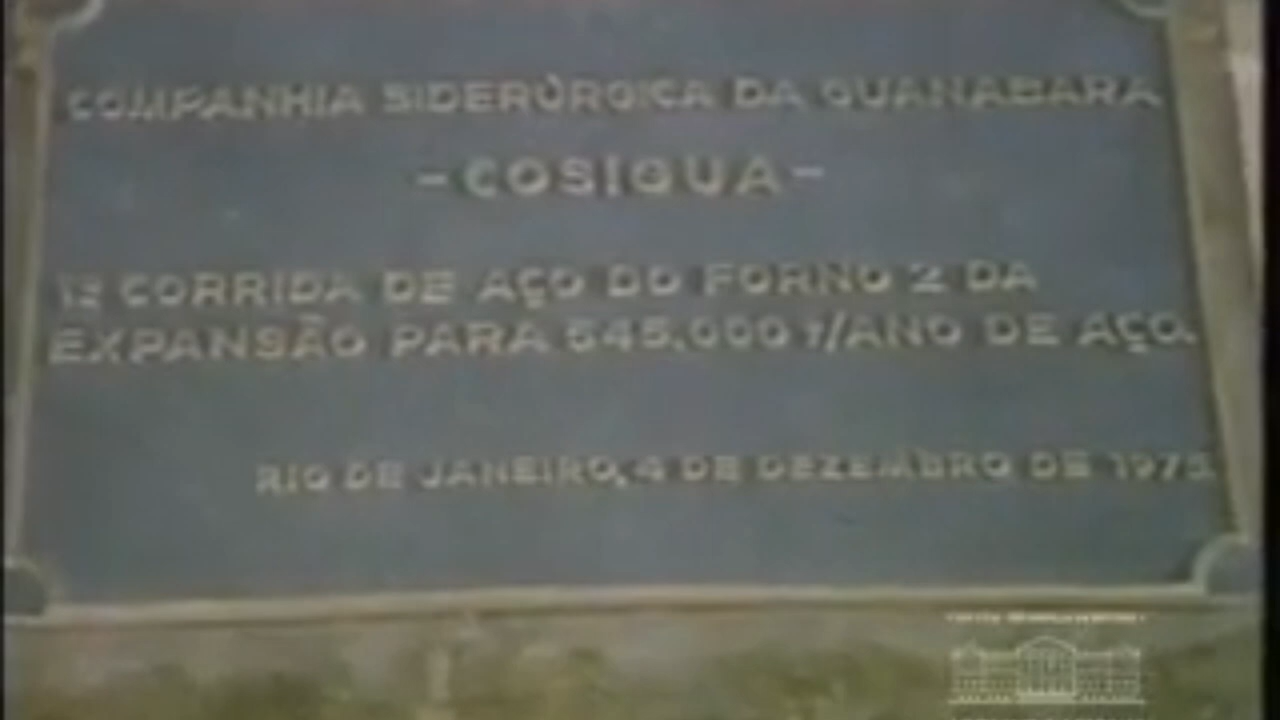 COMPANHIA SIDERÚRGICA DA GUANABARA
-COSIGUA-
1ª CORRIDA DE AÇO DO FORNO 2 DA
EXPANSÃO PARA 545.000 t/ANO DE AÇO.
RIO DE JANEIRO, 4 DE DEZEMBRO DE 1975